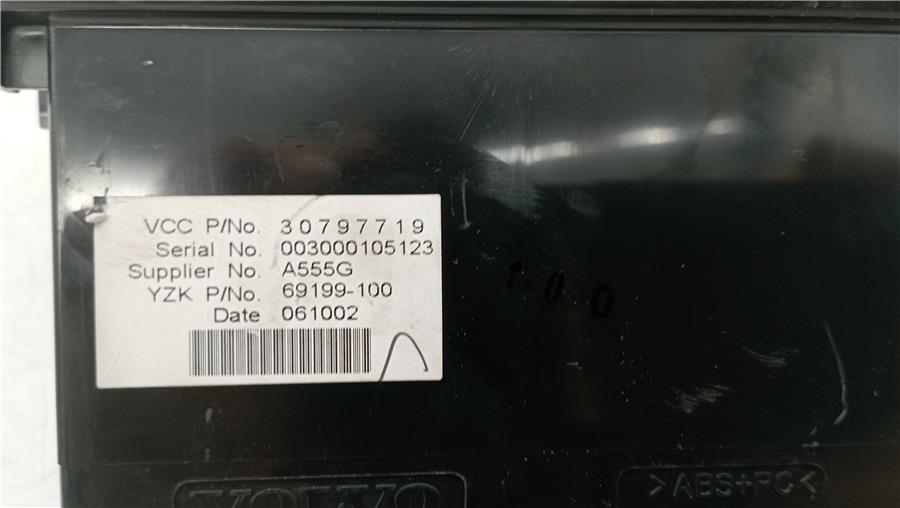 VCC P/No. 30797719
Serial No. 003000105123
Supplier No. A555G
YZK P/No. 69199-100
Date 061002
100
VOLVO
>ABS+PC<